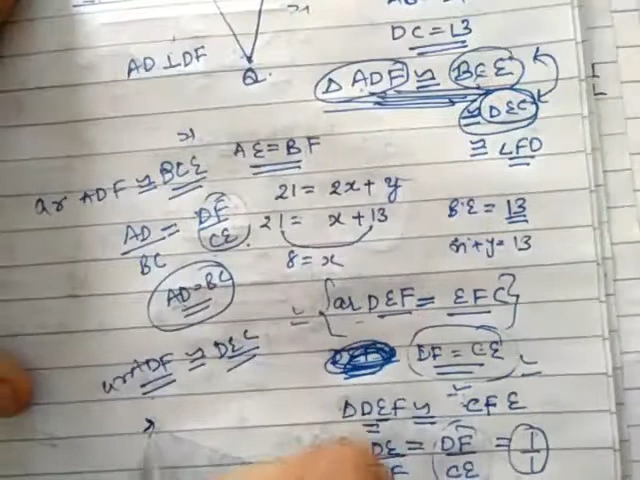 DC = 13
AD ⊥ DF
Q.
Δ ADF ≅ BCE
≅ DEC
≅ CFD
ar ADF ≅ BCE
AE = BF
21 = 2x + y
AD/BC = DF/CE
21 = x + 13
BE = 13
8 = x
x + y = 13
AD = BC
{ar DEF = EFC}
ar ADF ≅ DEC
DF = CE
ΔDEF ≅ CFE
DE = DF/CE = 1/1